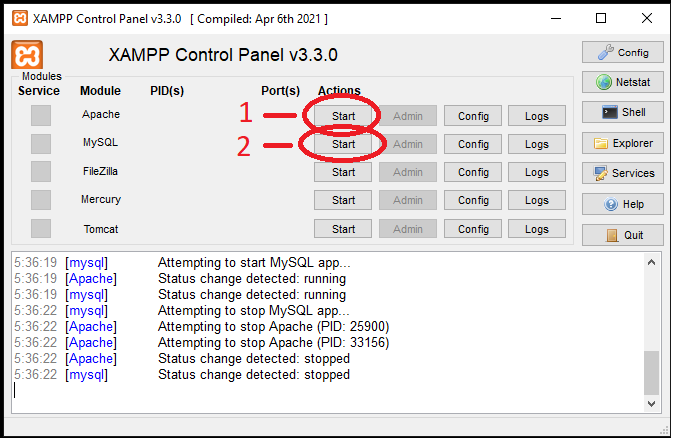 XAMPP Control Panel v3.3.0 [ Compiled: Apr 6th 2021 ]
XAMPP Control Panel v3.3.0
Config
Modules
Service Module PID(s) Port(s) Actions
Netstat
Apache 1 Start Admin Config Logs
Shell
MySQL 2 Start Admin Config Logs
Explorer
FileZilla Start Admin Config Logs
Services
Mercury Start Admin Config Logs
Help
Tomcat Start Admin Config Logs
Quit
5:36:19 [mysql] Attempting to start MySQL app...
5:36:19 [Apache] Status change detected: running
5:36:19 [mysql] Status change detected: running
5:36:22 [mysql] Attempting to stop MySQL app...
5:36:22 [Apache] Attempting to stop Apache (PID: 25900)
5:36:22 [Apache] Attempting to stop Apache (PID: 33156)
5:36:22 [Apache] Status change detected: stopped
5:36:22 [mysql] Status change detected: stopped